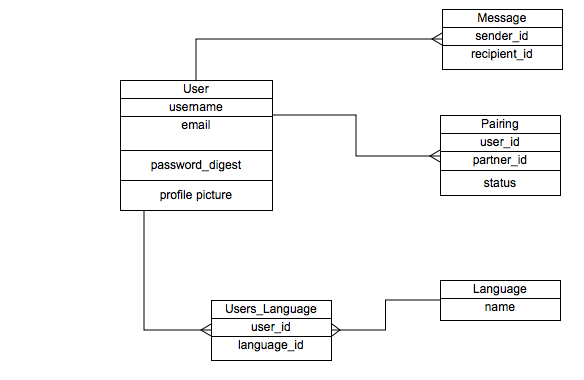 Message
sender_id
recipient_id
User
username
email
password_digest
profile picture
Pairing
user_id
partner_id
status
Users_Language
user_id
language_id
Language
name